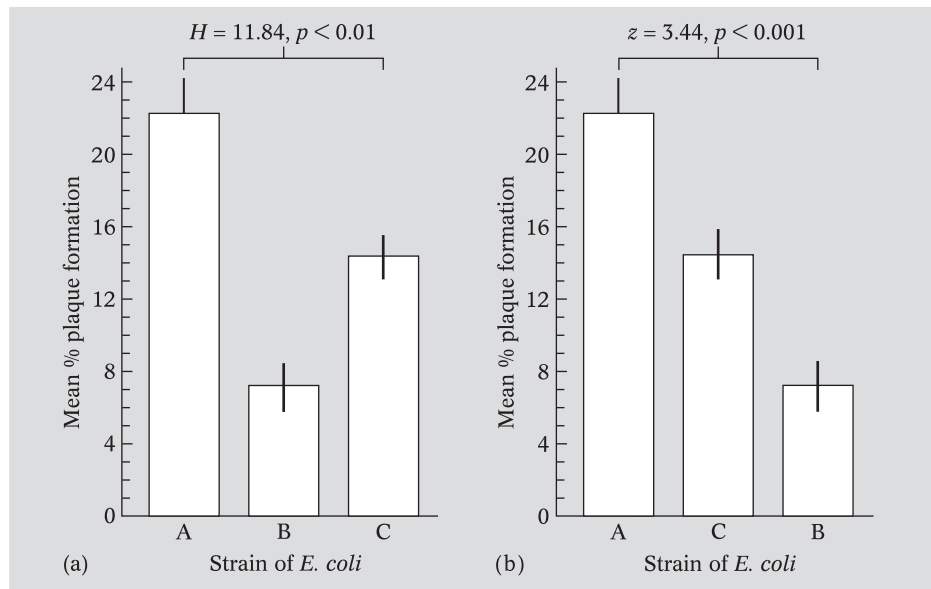 H = 11.84, p < 0.01
24
20
16
12
8
4
0
Mean % plaque formation
A B C
(a) Strain of E. coli
z = 3.44, p < 0.001
24
20
16
12
8
4
0
Mean % plaque formation
A C B
(b) Strain of E. coli